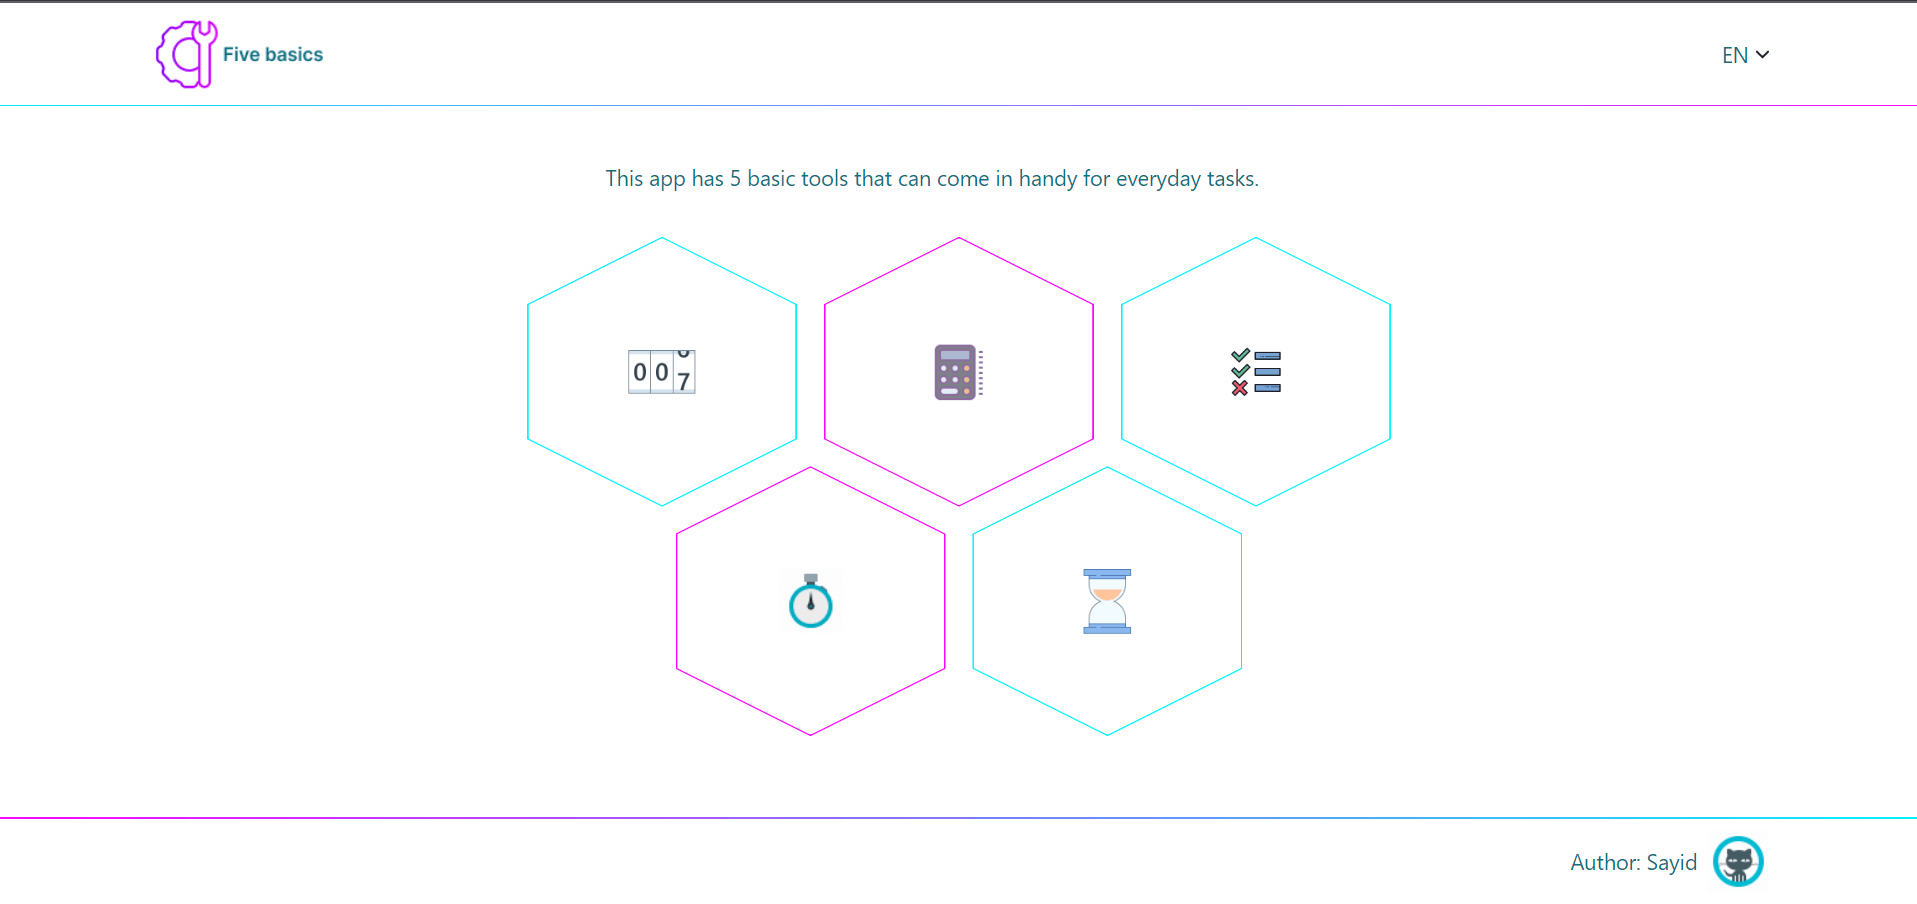 Five basics
EN
This app has 5 basic tools that can come in handy for everyday tasks.
0 0 7
Author: Sayid